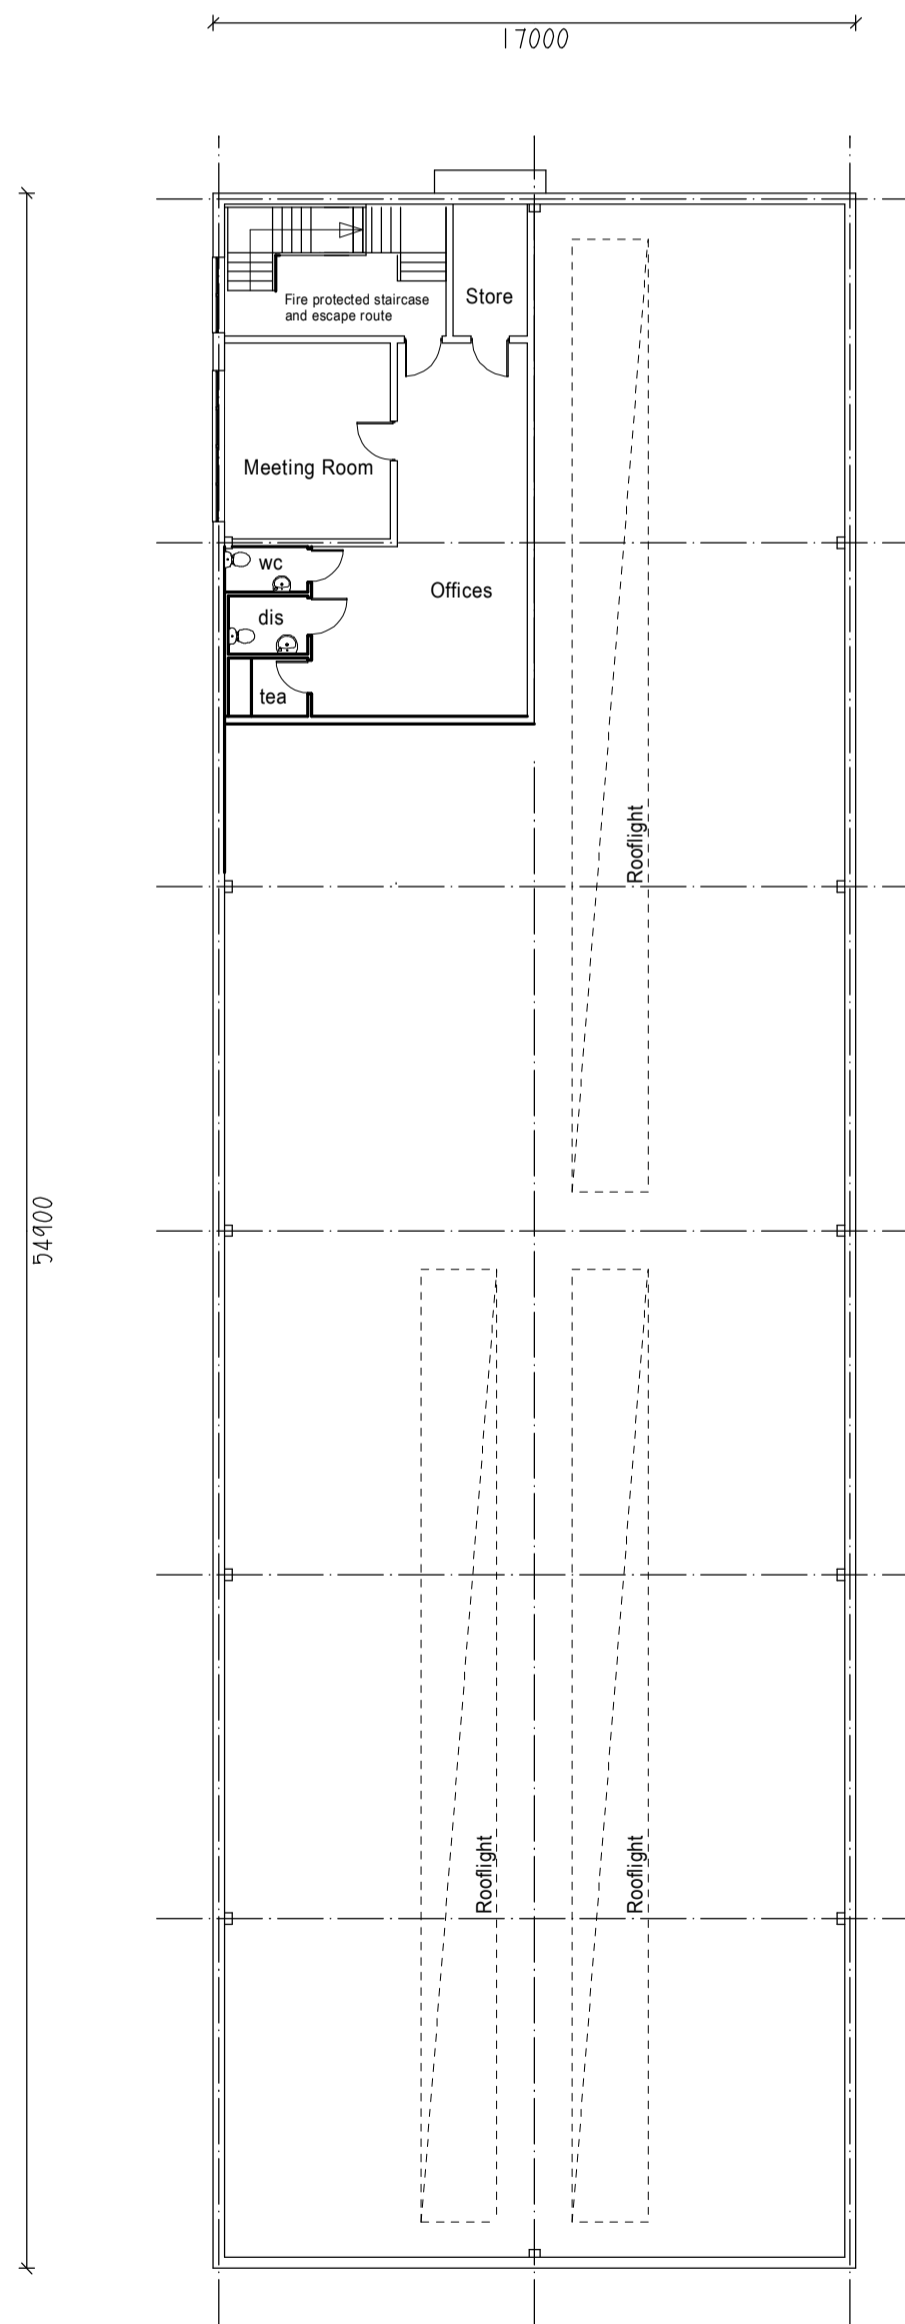 17000
Fire protected staircase
and escape route
Store
Meeting Room
wc
Offices
dis
tea
Rooflight
54900
Rooflight
Rooflight